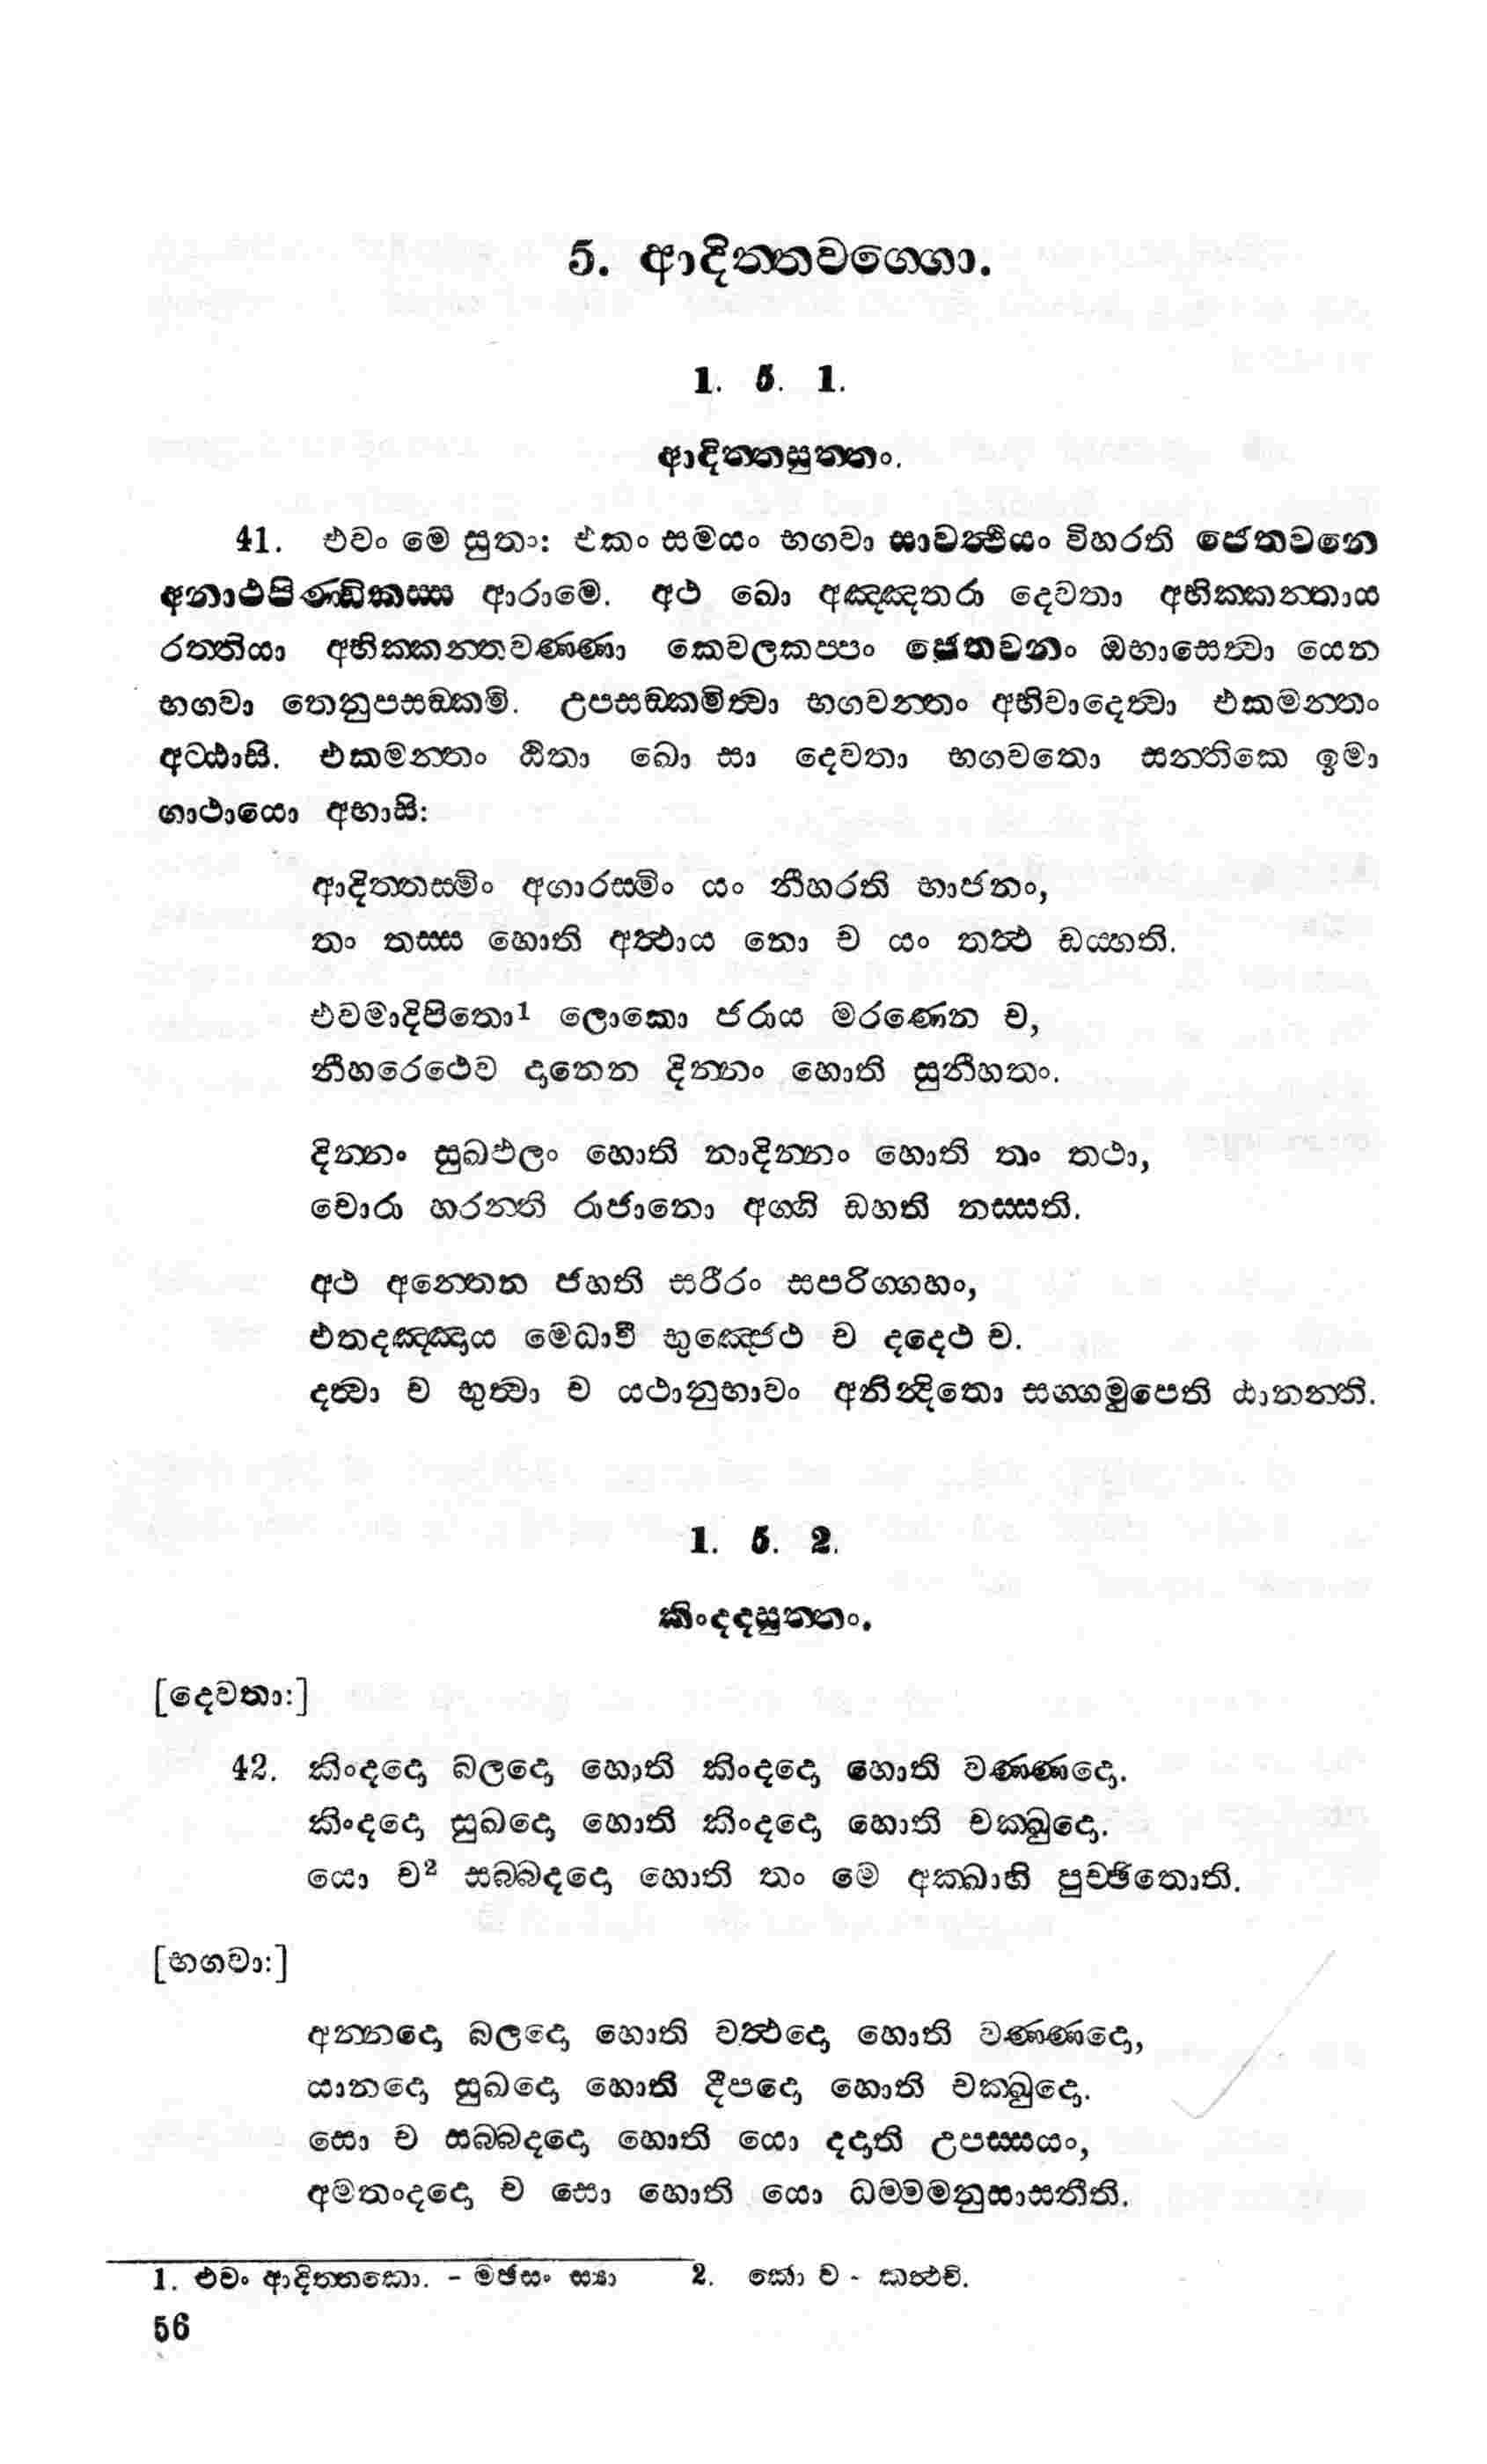 5. ආදිත්තවග්ගො.
1. 5. 1.
ආදිත්තසුත්තං.
41. එවං මෙ සුතං: එකං සමයං භගවා සාවත්ථියං විහරති ජෙතවනෙ
අනාථපිණ්ඩිකස්ස ආරාමෙ. අථ ඛො අඤ්ඤතරා දෙවතා අභික්කන්තාය
රත්තියා අභික්කන්තවණ්ණා කෙවලකප්පං ජෙතවනං ඔභාසෙත්වා යෙන
භගවා තෙනුපසඞ්කමි. උපසඞ්කමිත්වා භගවන්තං අභිවාදෙත්වා එකමන්තං
අට්ඨාසි. එකමන්තං ඨිතා ඛො සා දෙවතා භගවතො සන්තිකෙ ඉමා
ගාථායො අභාසි:
ආදිත්තස්මිං අගාරස්මිං යං නීහරති භාජනං,
තං තස්ස හොති අත්ථාය නො ච යං තත්ථ ඩය්හති.
එවමාදිපිතො1 ලොකො ජරාය මරණෙන ච,
නීහරෙථෙව දානෙන දින්නං හොති සුනීහතං.
දින්නං සුඛඵලං හොති නාදින්නං හොති තං තථා,
චොරා හරන්ති රාජානො අග්ගි ඩහති නස්සති.
අථ අන්තෙන ජහති සරීරං සපරිග්ගහං,
එතදඤ්ඤාය මෙධාවී භුඤ්ජෙථ ච දදෙථ ච.
දත්වා ච භුත්වා ච යථානුභාවං අනින්දිතො සග්ගමුපෙති ඨානන්ති.
1. 5. 2.
කිංදදසුත්තං.
[දෙවතා:]
42. කිංදදො බලදො හොති කිංදදො හොති වණ්ණදො.
කිංදදො සුඛදො හොති කිංදදො හොති චක්ඛුදො.
යො ච2 සබ්බදදො හොති තං මෙ අක්ඛාහි පුච්ඡිතොති.
[භගවා:]
අන්නදො බලදො හොති වත්ථදො හොති වණ්ණදො,
යානදො සුඛදො හොති දීපදො හොති චක්ඛුදො.
සො ච සබ්බදදො හොති යො දදාති උපස්සයං,
අමතංදදො ච සො හොති යො ධම්මමනුසාසතීති.
1. එවං ආදිත්තකො. - මඡසං ස්‍යා 2. කො ච - කත්ථචි.
56